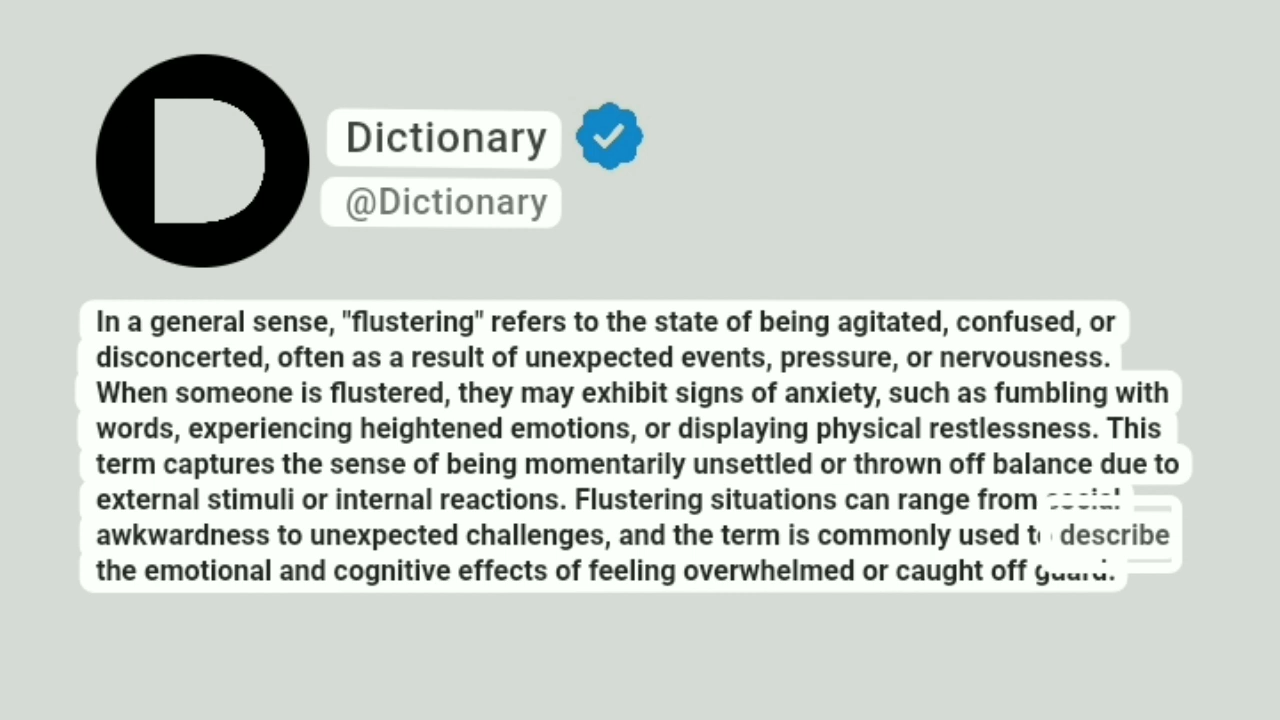 D
Dictionary
@Dictionary
In a general sense, "flustering" refers to the state of being agitated, confused, or
disconcerted, often as a result of unexpected events, pressure, or nervousness.
When someone is flustered, they may exhibit signs of anxiety, such as fumbling with
words, experiencing heightened emotions, or displaying physical restlessness. This
term captures the sense of being momentarily unsettled or thrown off balance due to
external stimuli or internal reactions. Flustering situations can range from social
awkwardness to unexpected challenges, and the term is commonly used to describe
the emotional and cognitive effects of feeling overwhelmed or caught off guard.